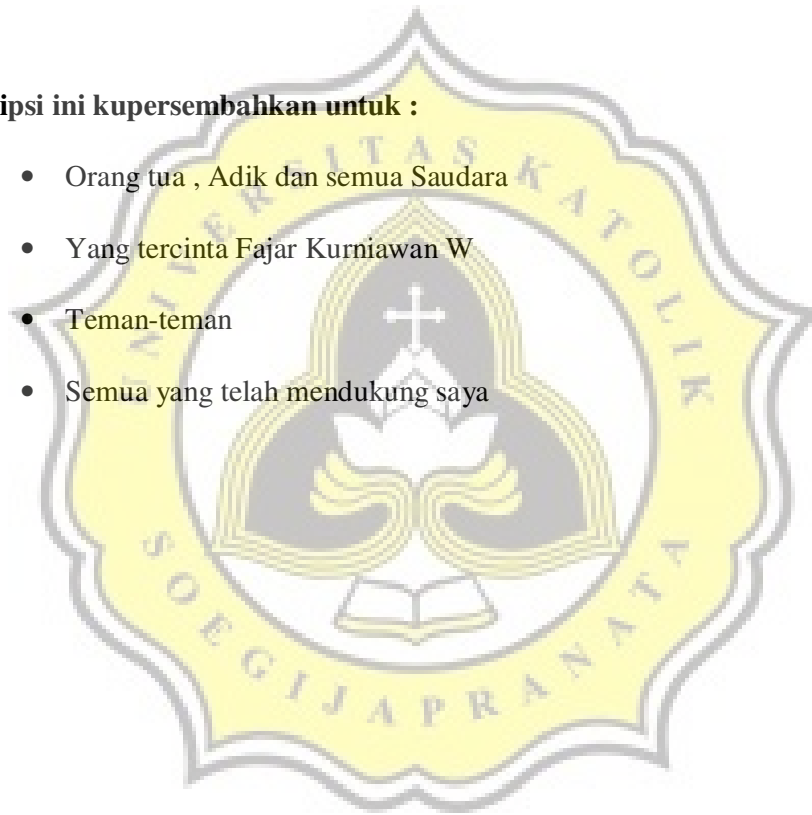 ipsi ini kupersembahkan untuk :
• Orang tua , Adik dan semua Saudara
• Yang tercinta Fajar Kurniawan W
• Teman-teman
• Semua yang telah mendukung saya
UNIVERSITAS KATOLIK
SOEGIJAPRANATA